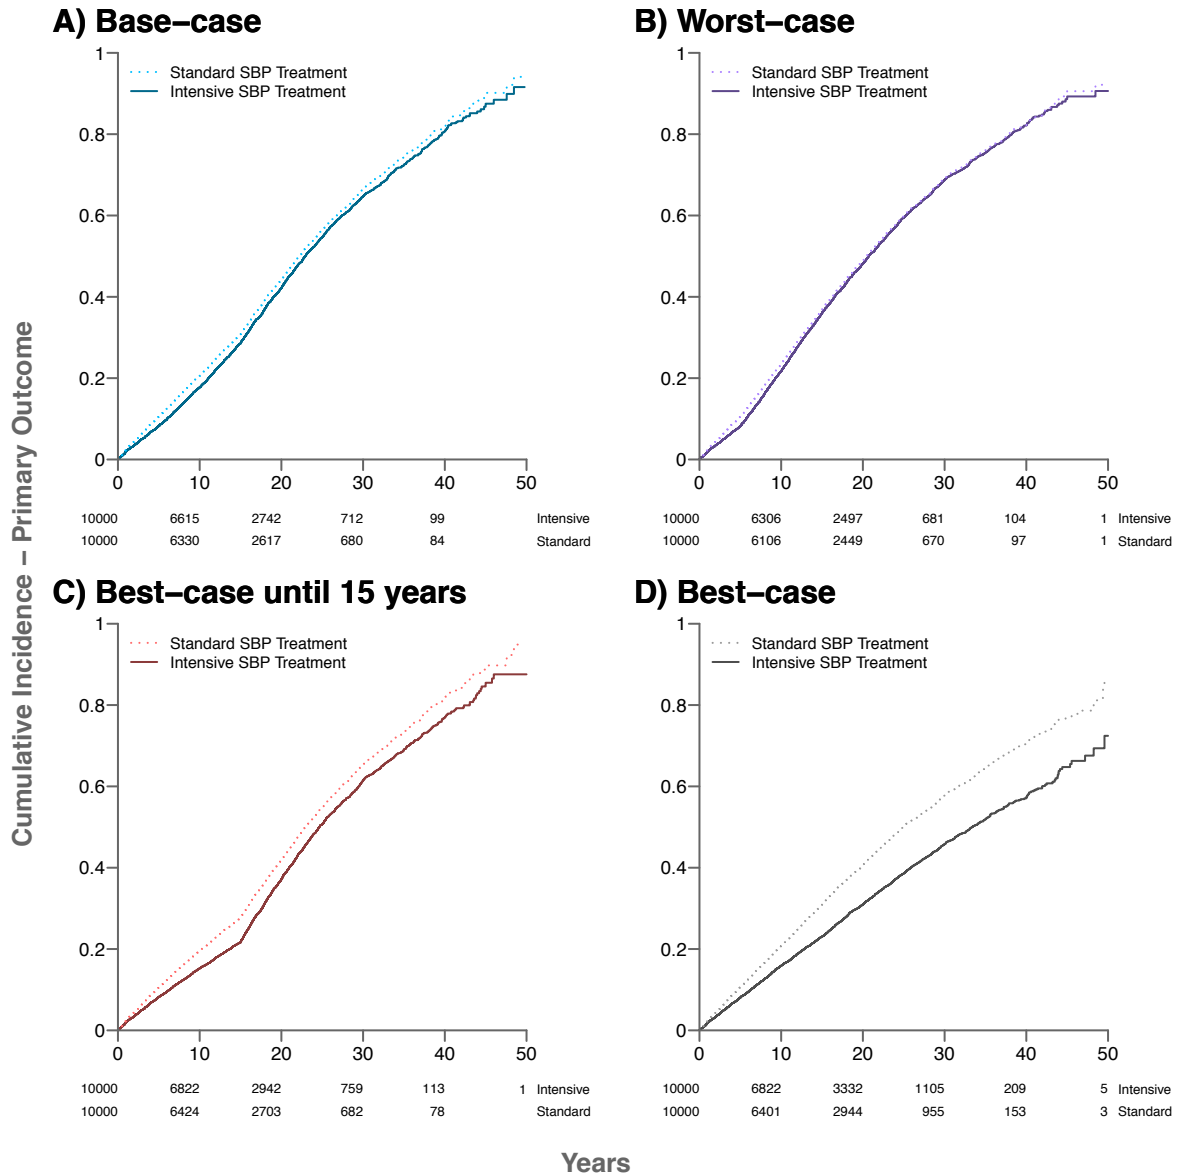 A) Base–case
1
0.8
0.6
0.4
0.2
0
Standard SBP Treatment
Intensive SBP Treatment
0 10 20 30 40 50
10000 6615 2742 712 99 Intensive
10000 6330 2617 680 84 Standard
B) Worst–case
1
0.8
0.6
0.4
0.2
0
Standard SBP Treatment
Intensive SBP Treatment
0 10 20 30 40 50
10000 6306 2497 681 104 1 Intensive
10000 6106 2449 670 97 1 Standard
C) Best–case until 15 years
1
0.8
0.6
0.4
0.2
0
Standard SBP Treatment
Intensive SBP Treatment
0 10 20 30 40 50
10000 6822 2942 759 113 1 Intensive
10000 6424 2703 682 78 Standard
D) Best–case
1
0.8
0.6
0.4
0.2
0
Standard SBP Treatment
Intensive SBP Treatment
0 10 20 30 40 50
10000 6822 3332 1105 209 5 Intensive
10000 6401 2944 955 153 3 Standard
Cumulative Incidence – Primary Outcome
Years